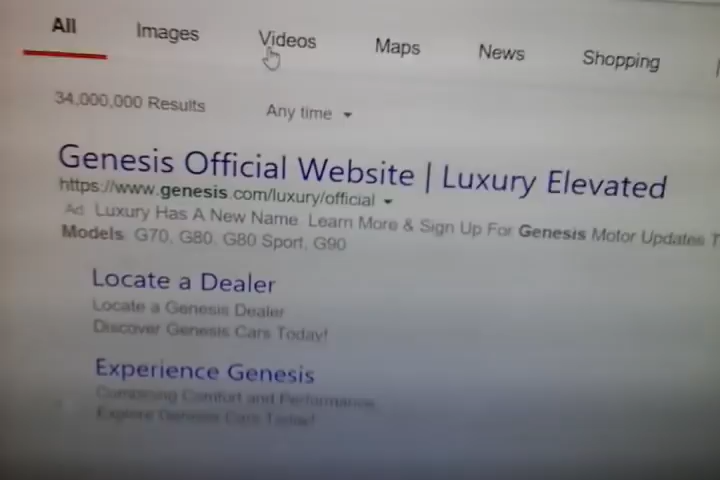 All Images Videos Maps News Shopping
34,000,000 Results Any time
Genesis Official Website | Luxury Elevated
https://www.genesis.com/luxury/official
Ad Luxury Has A New Name. Learn More & Sign Up For Genesis Motor Updates T
Models: G70, G80, G80 Sport, G90
Locate a Dealer
Locate a Genesis Dealer
Discover Genesis Cars Today!
Experience Genesis
Combining Comfort and Performance.
Explore Genesis Cars Today!